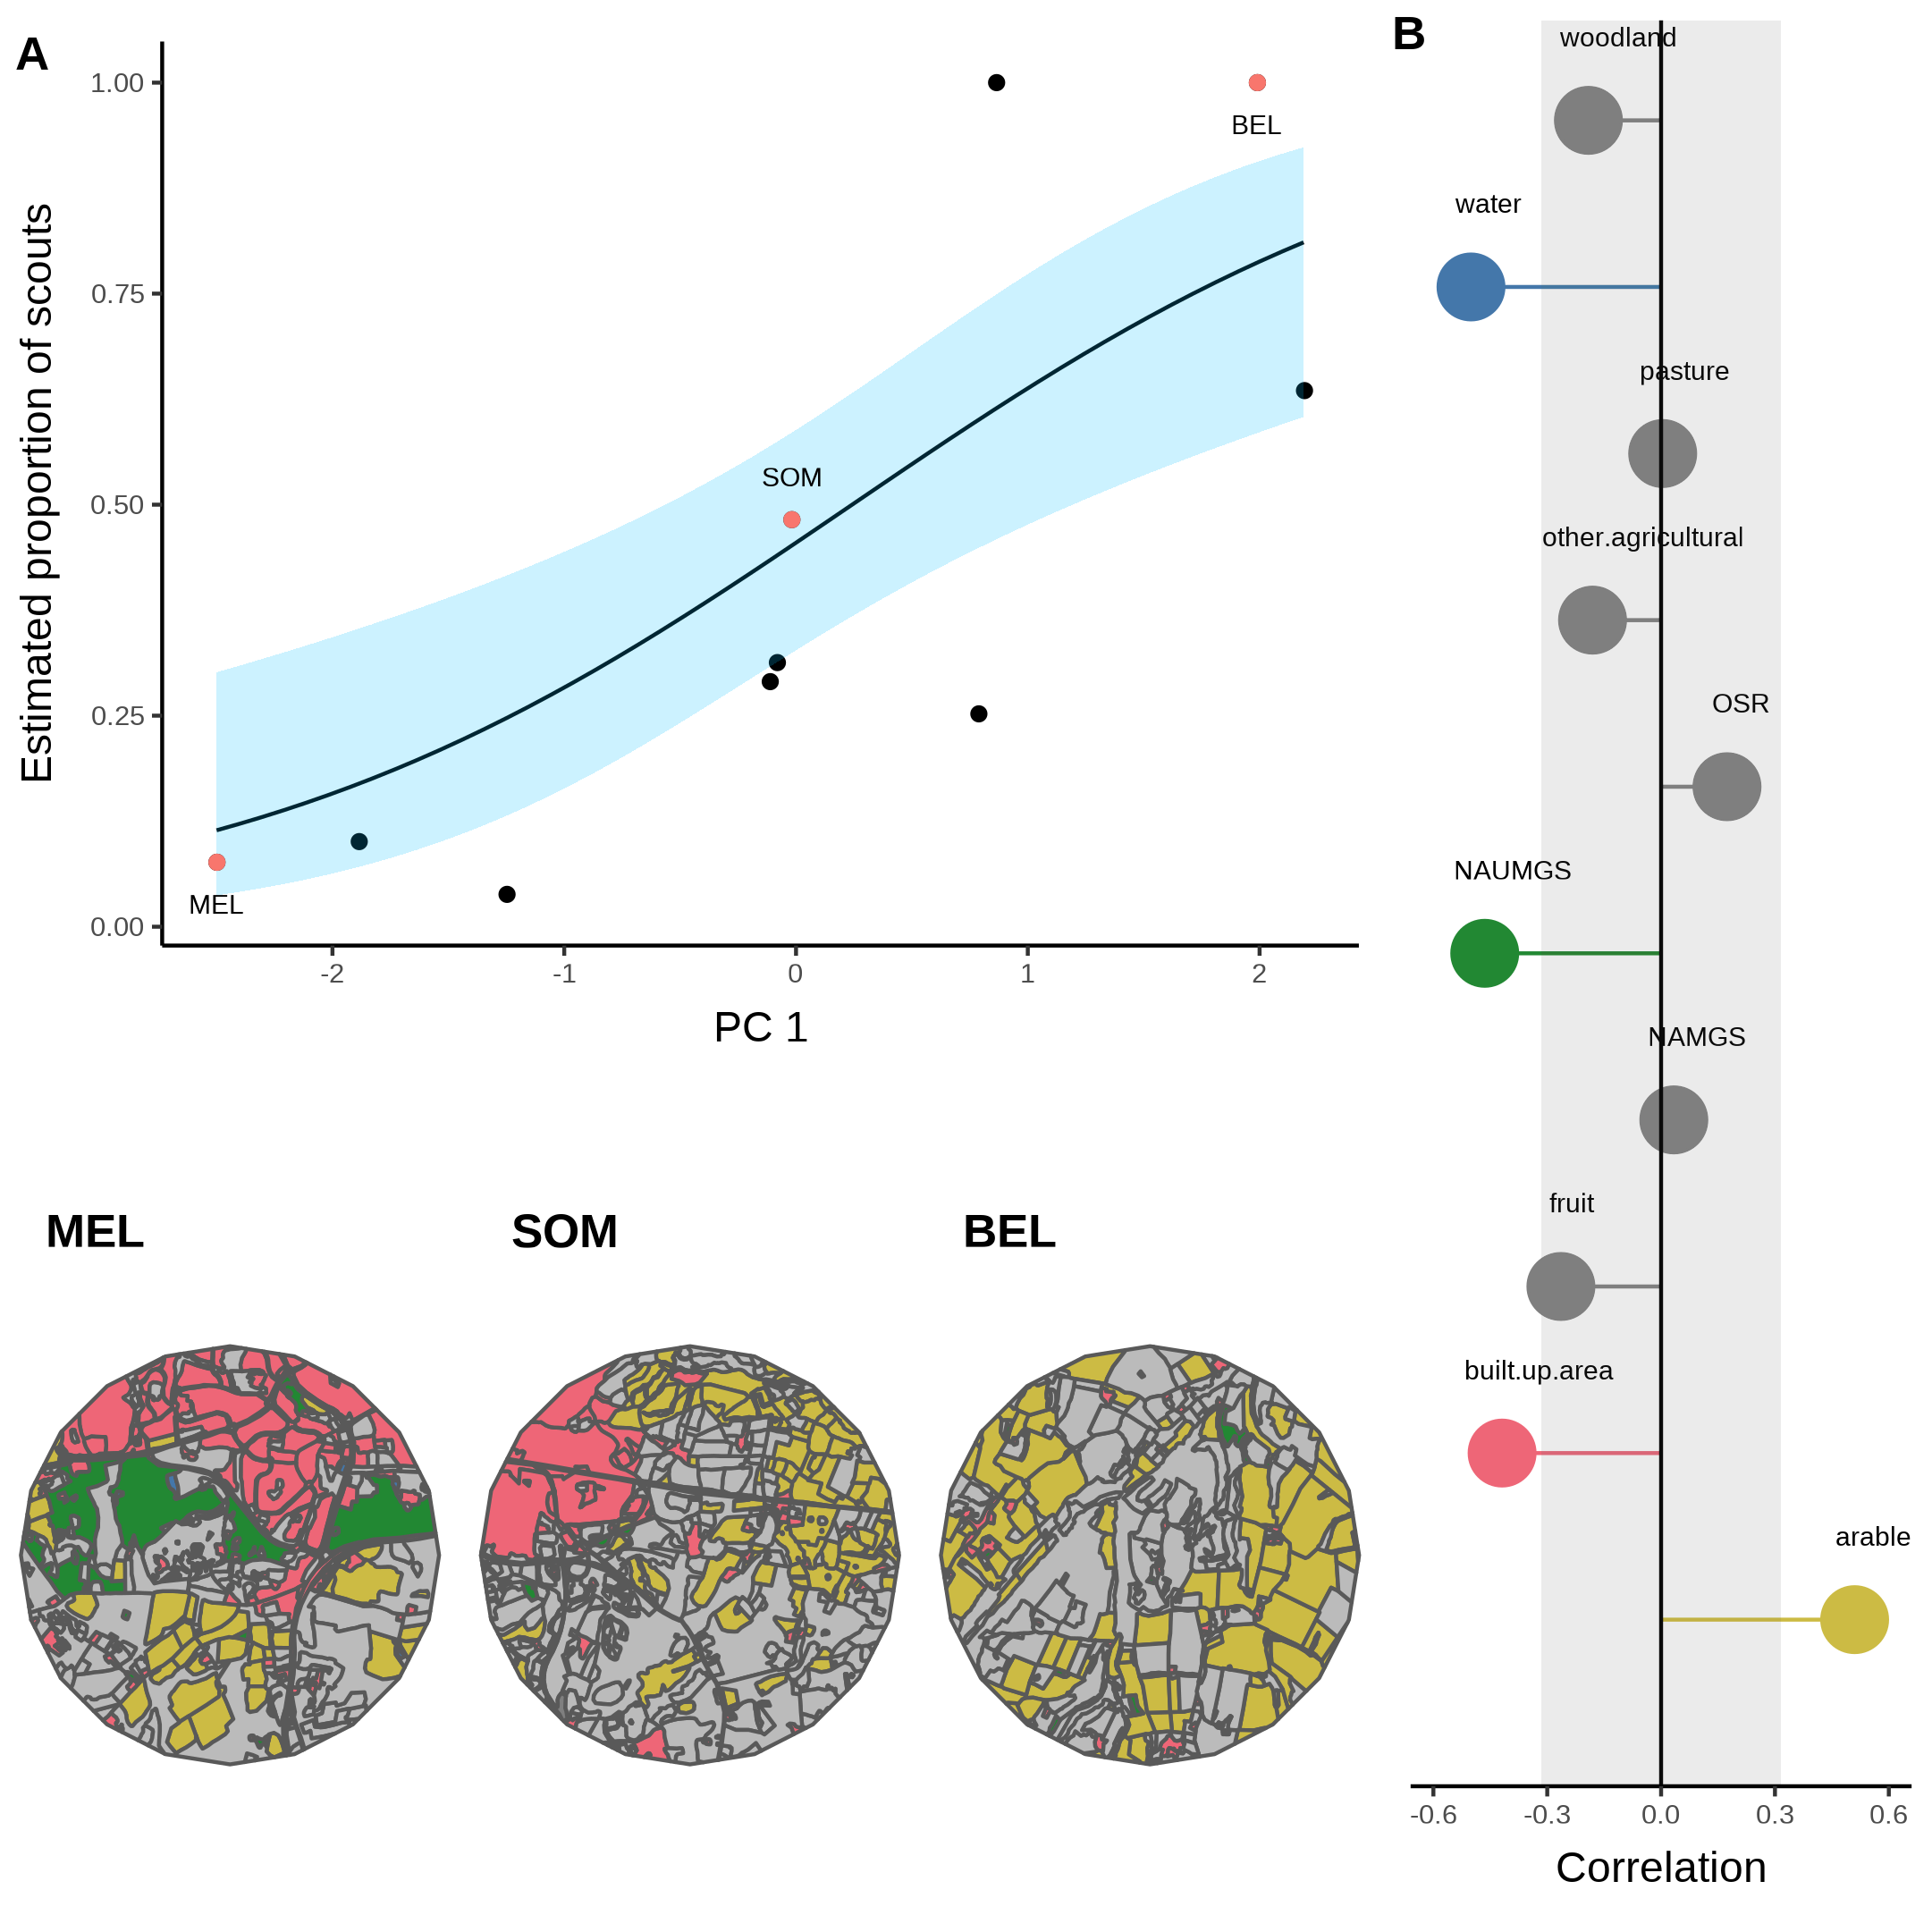 A
1.00
0.75
0.50
0.25
0.00
Estimated proportion of scouts
BEL
SOM
MEL
-2
-1
0
1
2
PC 1
MEL
SOM
BEL
B
woodland
water
pasture
other.agricultural
OSR
NAUMGS
NAMGS
fruit
built.up.area
arable
-0.6
-0.3
0.0
0.3
0.6
Correlation